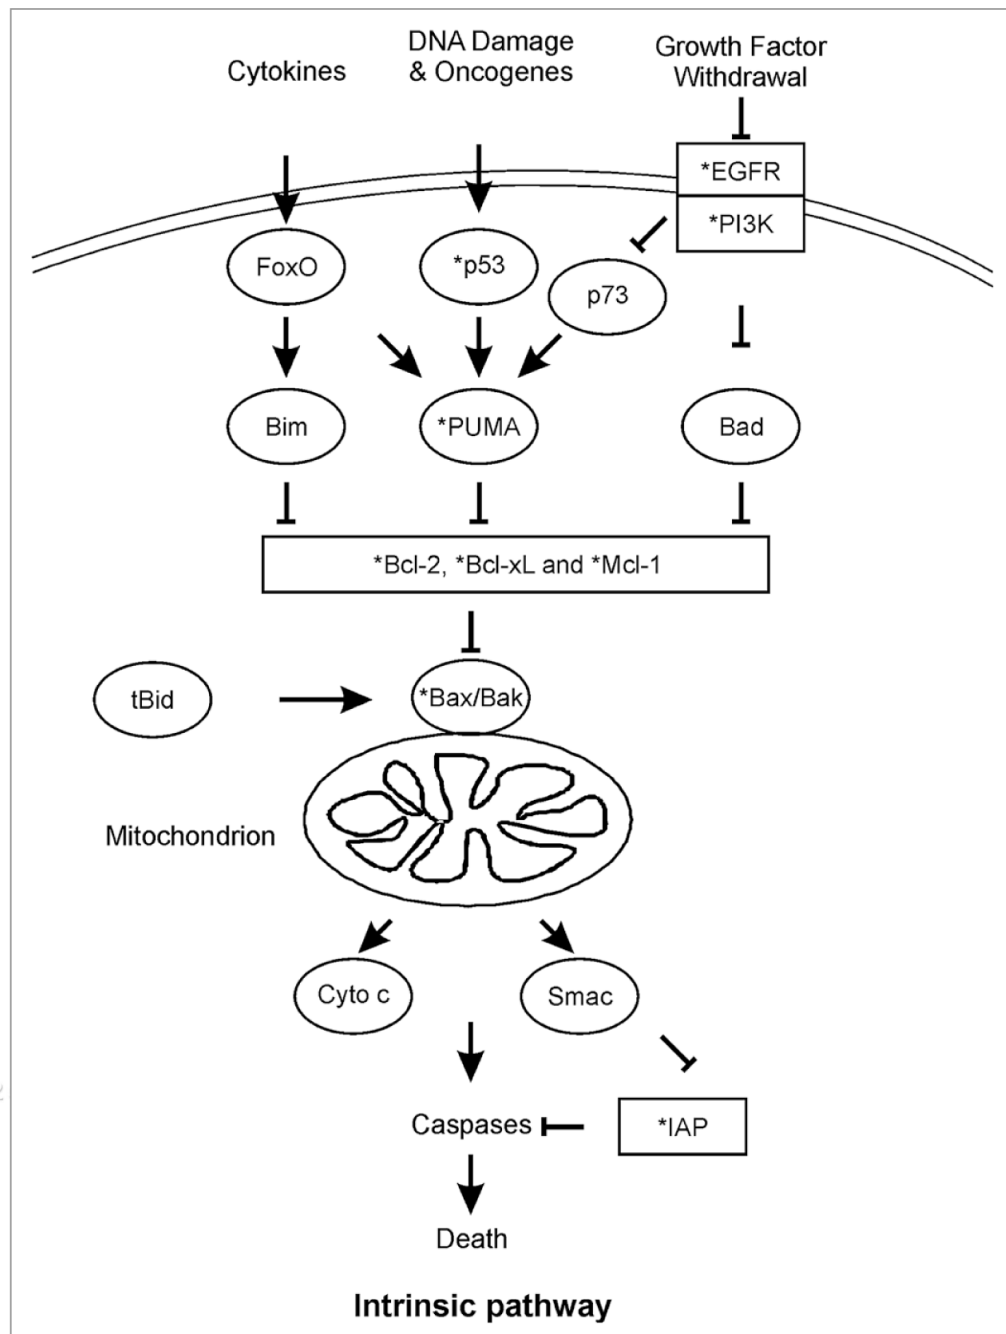 Cytokines
DNA Damage
& Oncogenes
Growth Factor
Withdrawal
*EGFR
*PI3K
FoxO
*p53
p73
Bim
*PUMA
Bad
*Bcl-2, *Bcl-xL and *Mcl-1
tBid
*Bax/Bak
Mitochondrion
Cyto c
Smac
Caspases
*IAP
Death
Intrinsic pathway